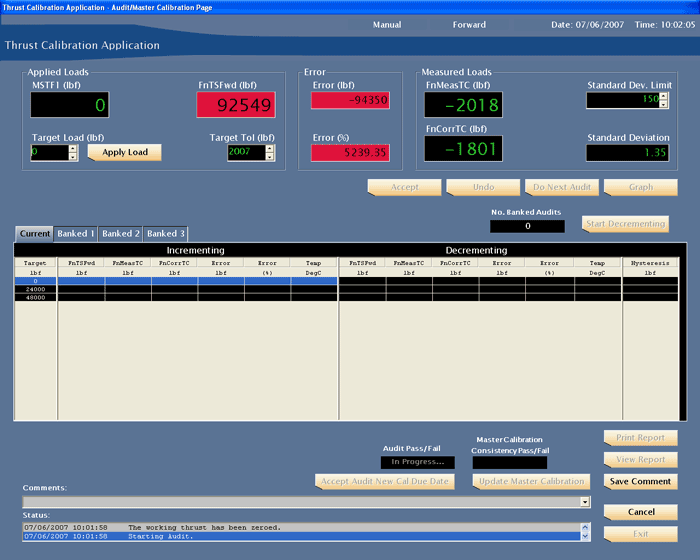 Thrust Calibration Application - Audit/Master Calibration Page
Manual Forward Date: 07/06/2007 Time: 10:02:05
Thrust Calibration Application
Applied Loads
MSTF1 (lbf) FnTSFwd (lbf)
0 92549
Target Load (lbf) Target Tol (lbf)
0 Apply Load 2007
Error
Error (lbf)
-94350
Error (%)
5239.35
Measured Loads
FnMeasTC (lbf) Standard Dev. Limit
-2018 150
FnCorrTC (lbf) Standard Deviation
-1801 1.35
Accept Undo Do Next Audit Graph
No. Banked Audits
0 Start Decrementing
Current Banked 1 Banked 2 Banked 3
Incrementing Decrementing
Target FnTSFwd FnMeasTC FnCorrTC Error Error Temp FnTSFwd FnMeasTC FnCorrTC Error Error Temp Hysteresis
lbf lbf lbf lbf lbf (%) DegC lbf lbf lbf lbf (%) DegC lbf
0
24000
48000
Audit Pass/Fail Master Calibration Consistency Pass/Fail
In Progress...
Print Report
View Report
Accept Audit New Cal Due Date Update Master Calibration Save Comment
Comments:
Cancel
Status:
07/06/2007 10:01:58 The working thrust has been zeroed.
07/06/2007 10:01:58 Starting Audit.
Exit